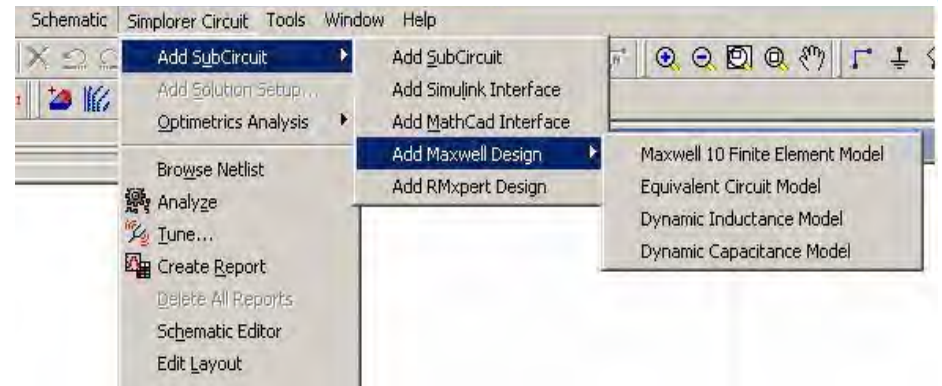 Schematic Simplorer Circuit Tools Window Help
Add SubCircuit
Add Solution Setup...
Optimetrics Analysis
Browse Netlist
Analyze
Tune...
Create Report
Delete All Reports
Schematic Editor
Edit Layout
Add SubCircuit
Add Simulink Interface
Add MathCad Interface
Add Maxwell Design
Add RMxpert Design
Maxwell 10 Finite Element Model
Equivalent Circuit Model
Dynamic Inductance Model
Dynamic Capacitance Model